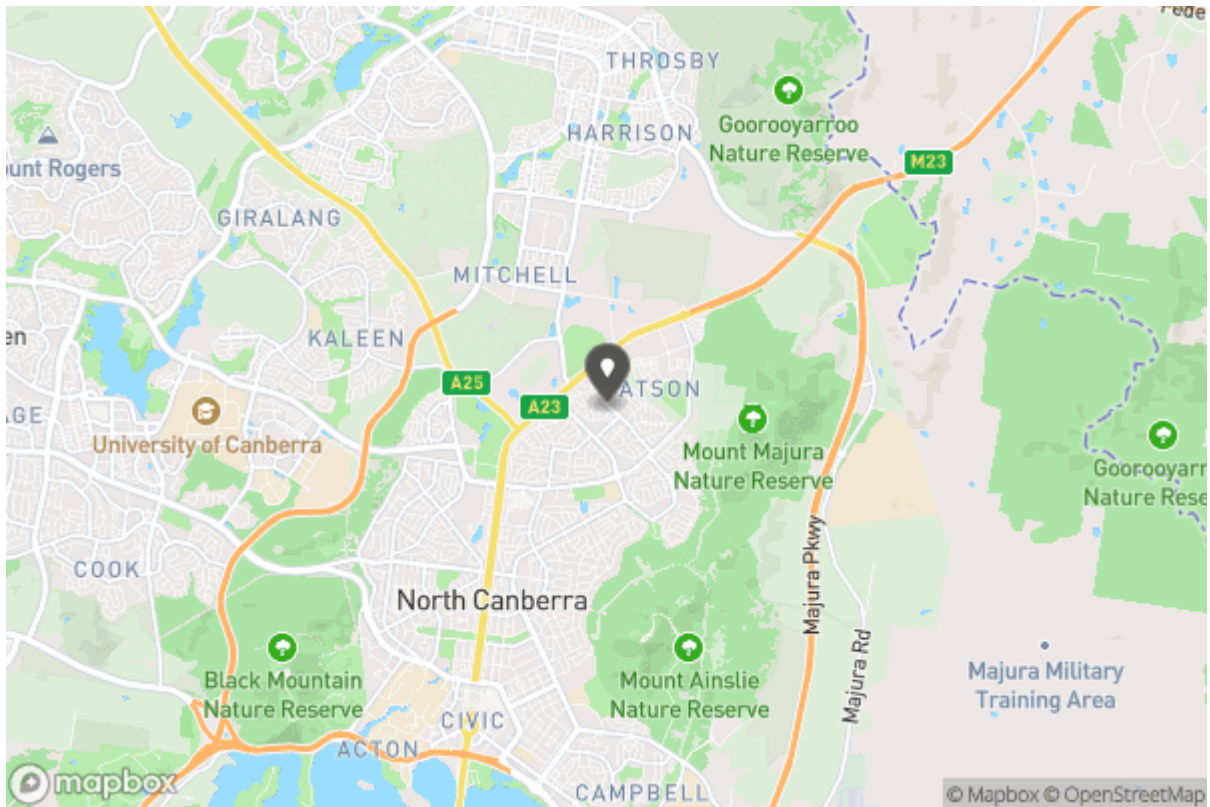 Fede
THROSBY
Goorooyarroo
Nature Reserve
HARRISON
M23
ount Rogers
GIRALANG
MITCHELL
en
KALEEN
A25
A23
ATSON
AGE
University of Canberra
Mount Majura
Nature Reserve
Goorooyarr
Nature Rese
Majura Pkwy
COOK
North Canberra
Majura Rd
Black Mountain
Nature Reserve
Mount Ainslie
Nature Reserve
Majura Military
Training Area
CIVIC
ACTON
CAMPBELL
mapbox
© Mapbox © OpenStreetMap